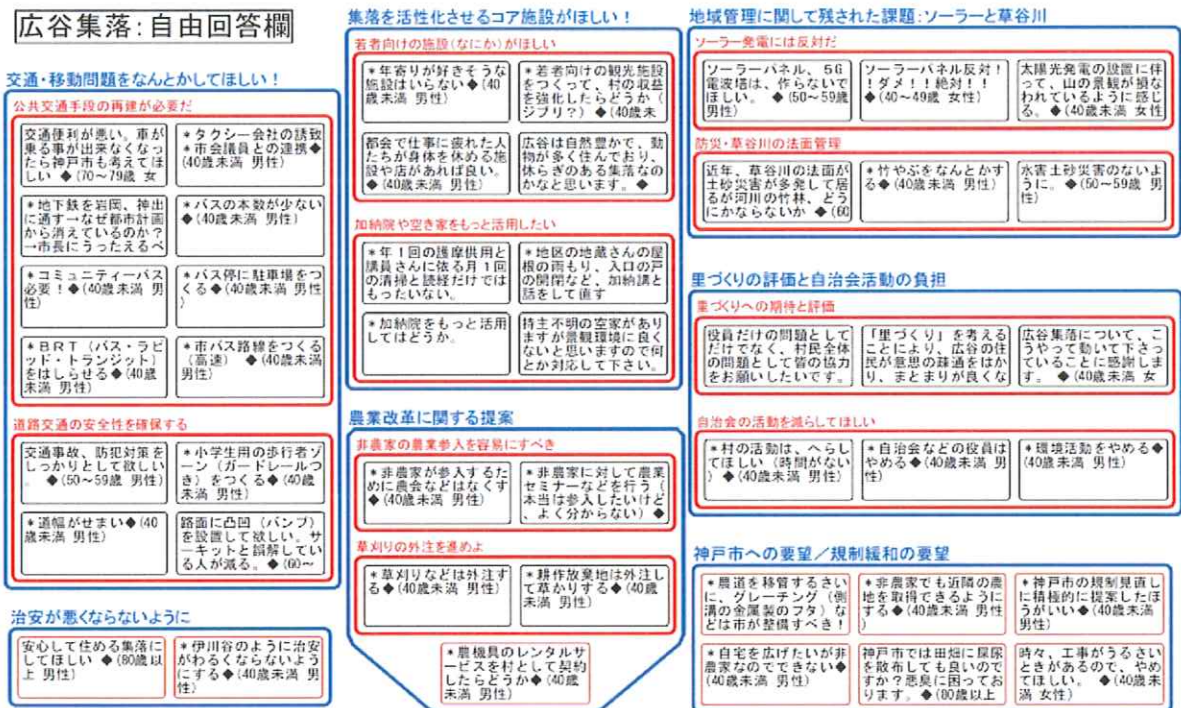 広谷集落:自由回答欄
交通・移動問題をなんとかしてほしい！
公共交通手段の再建が必要だ
交通便利が悪い。車が
乗る事が出来なくなっ
たら神戸市も考えてほ
しい ◆(70～79歳 女
＊タクシー会社の誘致
＊市会議員との連携◆
(40歳未満 男性)
＊地下鉄を岩岡、神出
に通す→なぜ都市計画
から消えているのか？
→市長にうったえるべ
＊バスの本数が少ない
◆(40歳未満 男性)
＊コミュニティーバス
必要！◆(40歳未満 男
性)
＊バス停に駐車場をつ
くる◆(40歳未満 男性
)
＊BRT（バス・ラピ
ッド・トランジット）
をはしらせる◆(40歳
未満 男性)
＊市バス路線をつくる
（高速） ◆(40歳未満
男性)
道路交通の安全性を確保する
交通事故、防犯対策を
しっかりとして欲しい
。 ◆(50～59歳 男性)
＊小学生用の歩行者ゾ
ーン（ガードレールつ
き）をつくる◆(40歳
未満 男性)
＊道幅がせまい◆(40
歳未満 男性)
路面に凸凹（バンプ）
を設置して欲しい。サ
ーキットと誤解してい
る人が減る。◆(60～
治安が悪くならないように
安心して住める集落に
してほしい ◆(80歳以
上 男性)
＊伊川谷のように治安
がわるくならないよう
にする◆(40歳未満 男
性)
集落を活性化させるコア施設がほしい！
若者向けの施設（なにか）がほしい
＊年寄りが好きそうな
施設はいらない◆(40
歳未満 男性)
＊若者向けの観光施設
をつくって、村の収益
を強化したらどうか（
ジブリ？） ◆(40歳未
都会で仕事に疲れた人
たちが身体を休める施
設や店があれば良い。
◆(40歳未満 男性)
広谷は自然豊かで、動
物が多く住んでおり、
休らぎのある集落なの
かなと思います。◆
加納院や空き家をもっと活用したい
＊年１回の護摩供用と
講員さんに依る月１回
の清掃と読経だけでは
もったいない。
＊地区の地蔵さんの屋
根の雨もり、入口の戸
の開閉など、加納講と
話をして直す
＊加納院をもっと活用
してはどうか。
持主不明の空家があり
ますが景観環境に良く
ないと思いますので何
とか対応して下さい。
農業改革に関する提案
非農家の農業参入を容易にすべき
＊非農家が参入するた
めに農会などはなくす
◆(40歳未満 男性)
＊非農家に対して農業
セミナーなどを行う（
本当は参入したいけど
、よく分からない）◆
草刈りの外注を進めよ
＊草刈りなどは外注す
る◆(40歳未満 男性)
＊耕作放棄地は外注し
て草かりする◆(40歳
未満 男性)
＊農機具のレンタルサ
ービスを村として契約
したらどうか◆(40歳
未満 男性)
地域管理に関して残された課題:ソーラーと草谷川
ソーラー発電には反対だ
ソーラーパネル、５G
電波塔は、作らないで
ほしい。 ◆(50～59歳
男性)
ソーラーパネル反対！
！ダメ！！絶対！！
◆(40～49歳 女性)
太陽光発電の設置に伴
って、山の景観が損な
われているように感じ
る。◆(40歳未満 女性
防災・草谷川の法面管理
近年、草谷川の法面が
土砂災害が多発して居
るが河川の竹林、どう
にかならないか ◆(60
＊竹やぶをなんとかす
る◆(40歳未満 男性)
水害土砂災害のないよ
うに。◆(50～59歳 男
性)
里づくりの評価と自治会活動の負担
里づくりへの期待と評価
役員だけの問題として
だけでなく、村民全体
の問題として皆の協力
をお願いしたいです。
「里づくり」を考える
ことにより、広谷の住
民が意思の疎通をはか
り、まとまりが良くな
広谷集落について、こ
うやって動いて下さっ
ていることに感謝しま
す。 ◆(40歳未満 女
自治会の活動を減らしてほしい
＊村の活動は、へらし
てほしい（時間がない
）◆(40歳未満 男性)
＊自治会などの役員は
やめる◆(40歳未満 男
性)
＊環境活動をやめる◆
(40歳未満 男性)
神戸市への要望／規制緩和の要望
＊農道を移管するさい
に、グレーチング（側
溝の金属製のフタ）な
どは市が整備すべき！
＊非農家でも近隣の農
地を取得できるように
する◆(40歳未満 男性
)
＊神戸市の規制見直し
に積極的に提案したほ
うがいい◆(40歳未満
男性)
＊自宅を広げたいが非
農家なのでできない◆
(40歳未満 男性)
神戸市では田畑に屎尿
を散布しても良いので
すか？悪臭に困ってお
ります。◆(80歳以上
時々、工事がうるさい
ときがあるので、やめ
てほしい。 ◆(40歳未
満 女性)